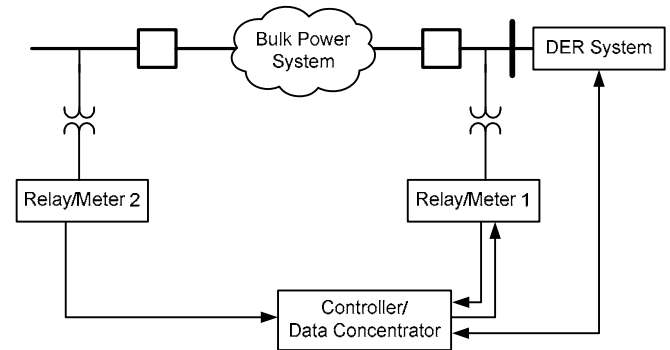 Bulk Power
System
DER System
Relay/Meter 2
Relay/Meter 1
Controller/
Data Concentrator